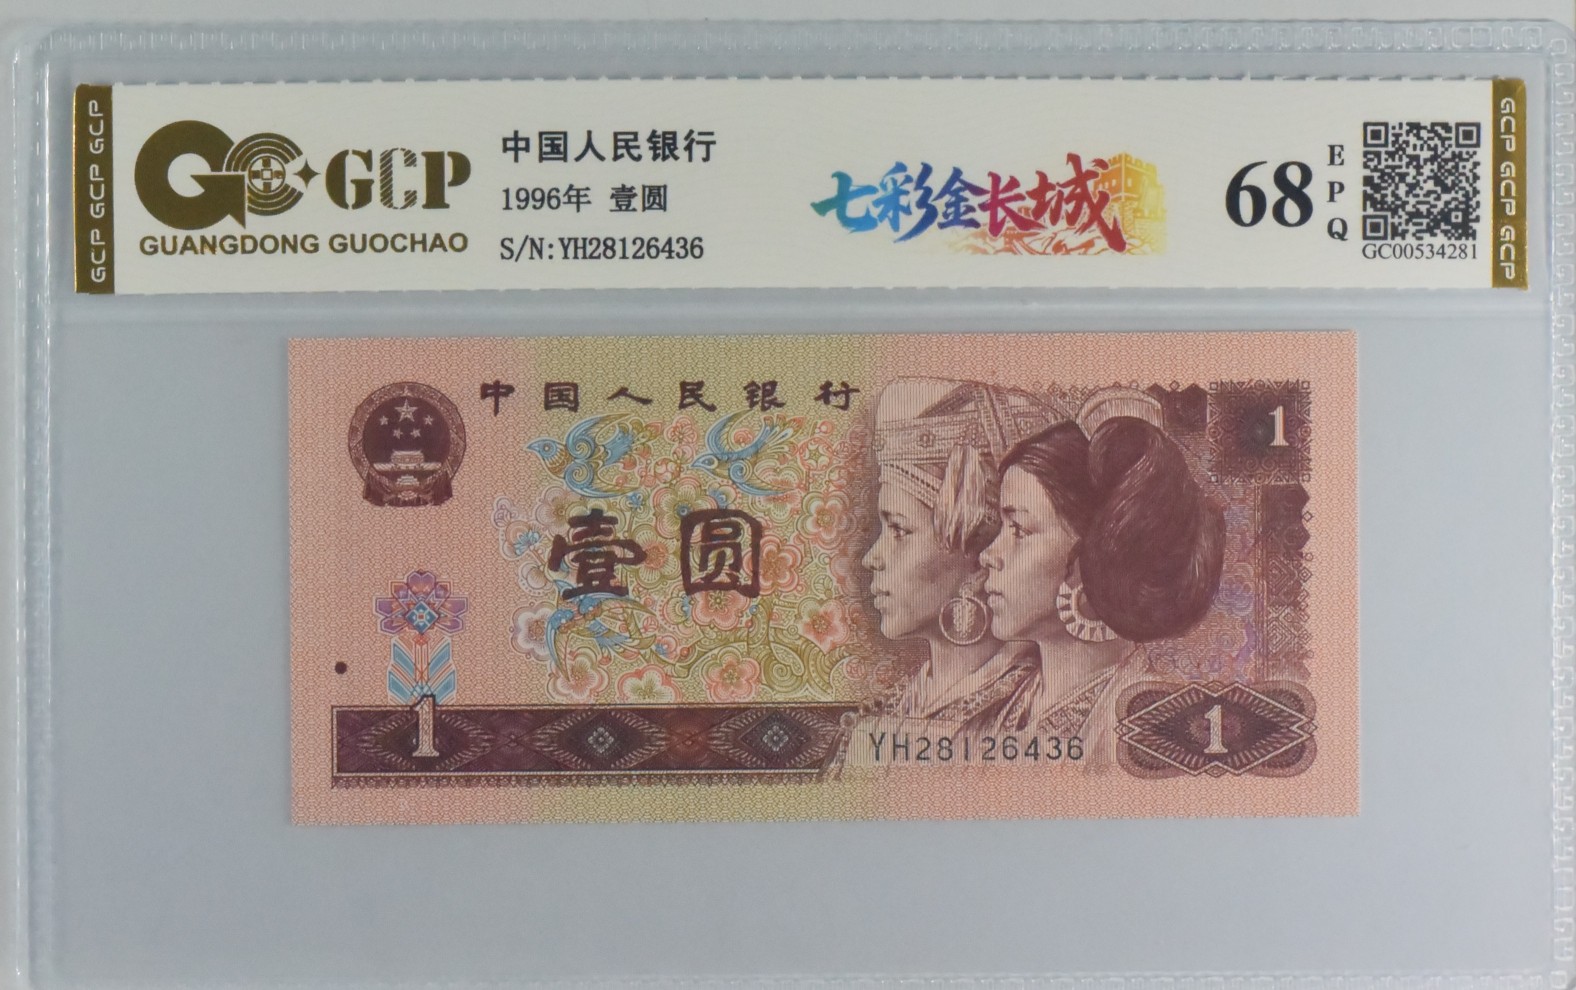 GCP GCP GCP
GCP
GUANGDONG GUOCHAO
中国人民银行
1996年 壹圆
S/N:YH28126436
七彩金长城
68
EPQ
GC00534281
GCP GCP GCP
中国人民银行
1
壹圆
1
YH28126436
1